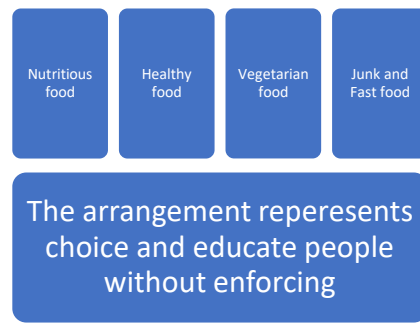 Nutritious
food
Healthy
food
Vegetarian
food
Junk and
Fast food
The arrangement reperesents
choice and educate people
without enforcing